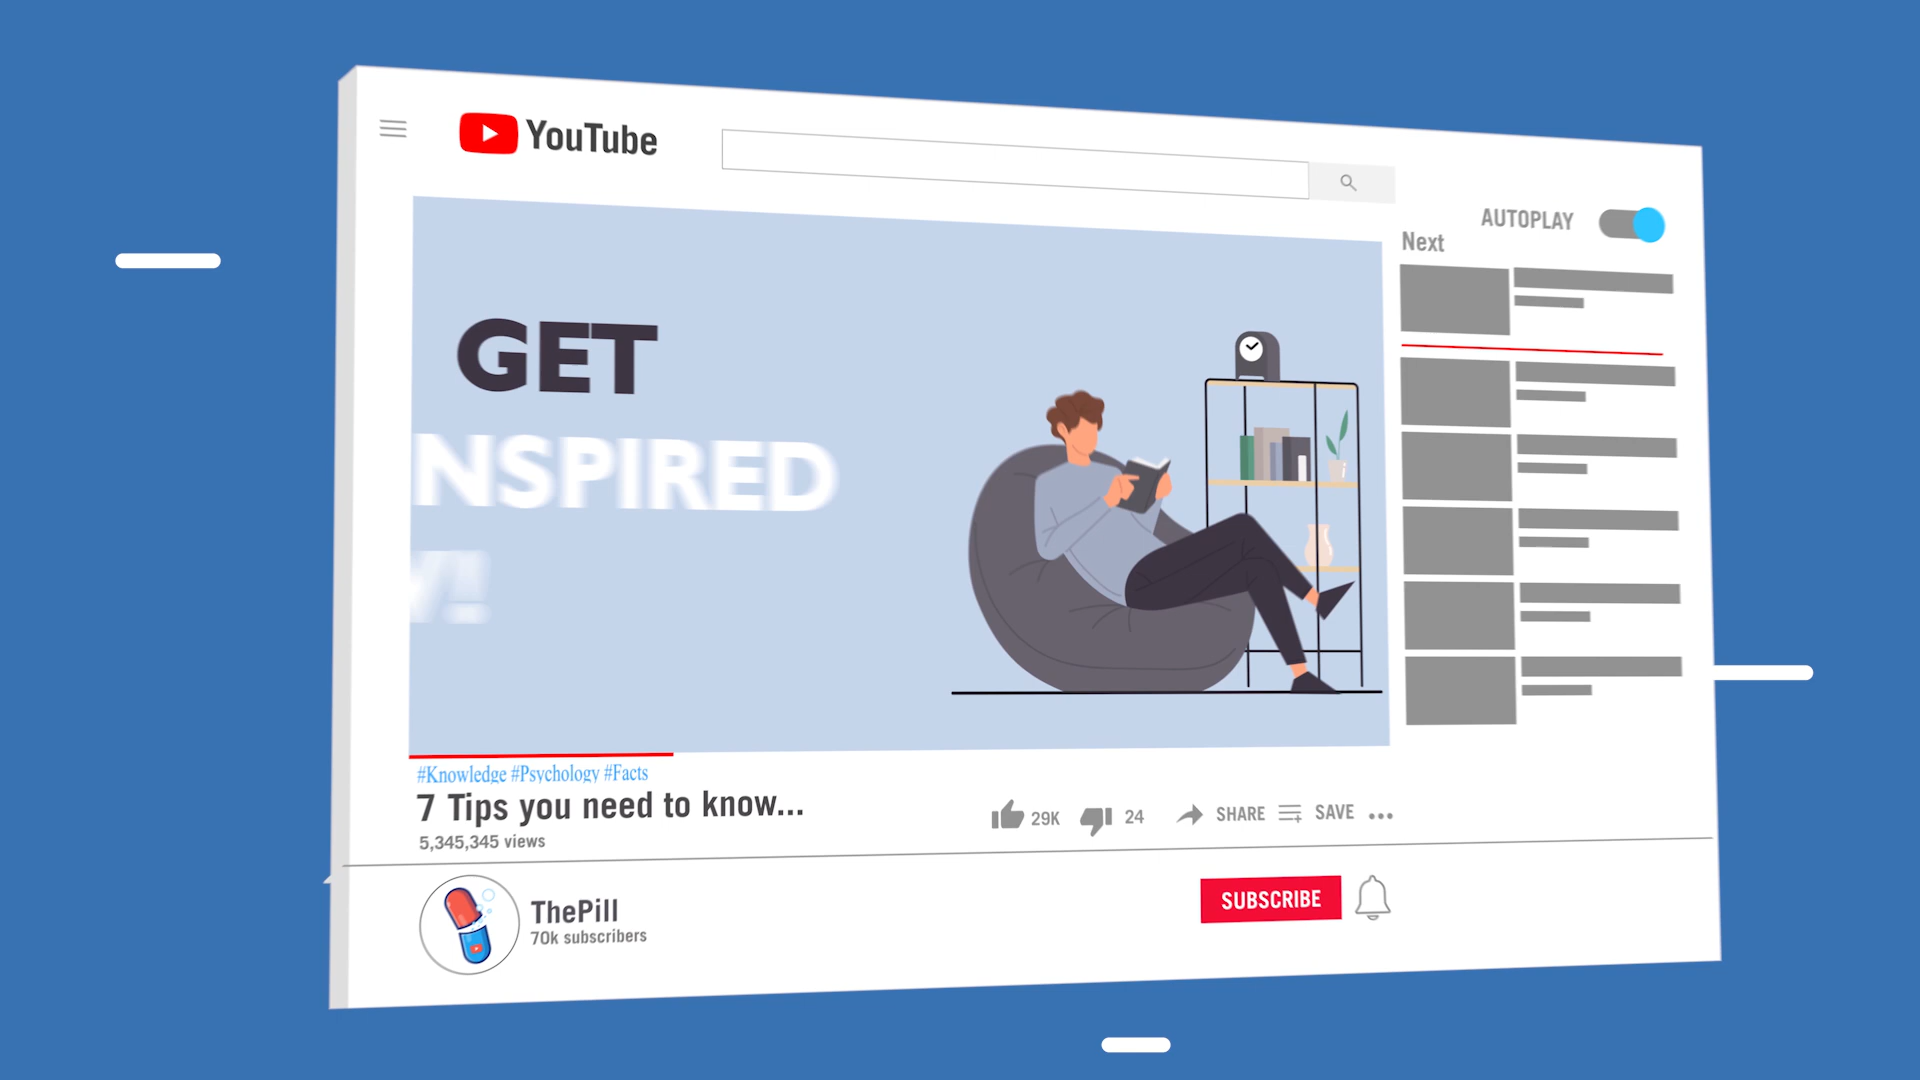 YouTube
AUTOPLAY
Next
GET
NSPIRED
!
#Knowledge #Psychology #Facts
7 Tips you need to know...
5,345,345 views
29K
24
SHARE
SAVE
ThePill
70k subscribers
SUBSCRIBE